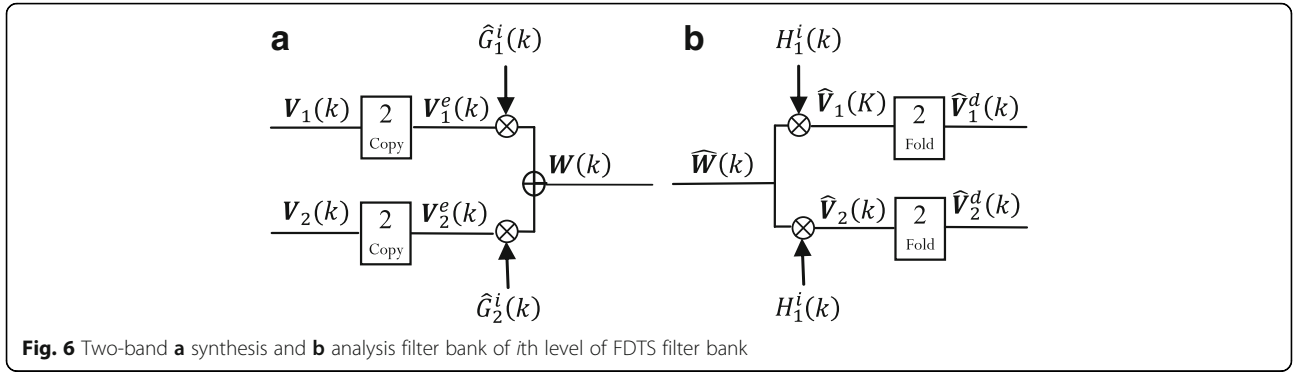 a
Ĝ₁ⁱ(k)
V₁(k)
2
Copy
V₁ᵉ(k)
W(k)
V₂(k)
2
Copy
V₂ᵉ(k)
Ĝ₂ⁱ(k)
b
H₁ⁱ(k)
Ŵ(k)
V̂₁(K)
2
Fold
V̂₁ᵈ(k)
V̂₂(k)
2
Fold
V̂₂ᵈ(k)
H₁ⁱ(k)
Fig. 6 Two-band a synthesis and b analysis filter bank of ith level of FDTS filter bank